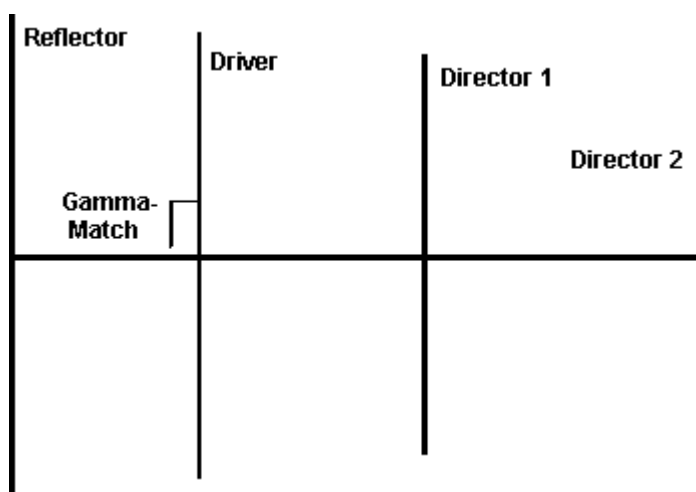 Reflector
Driver
Director 1
Director 2
Gamma-
Match